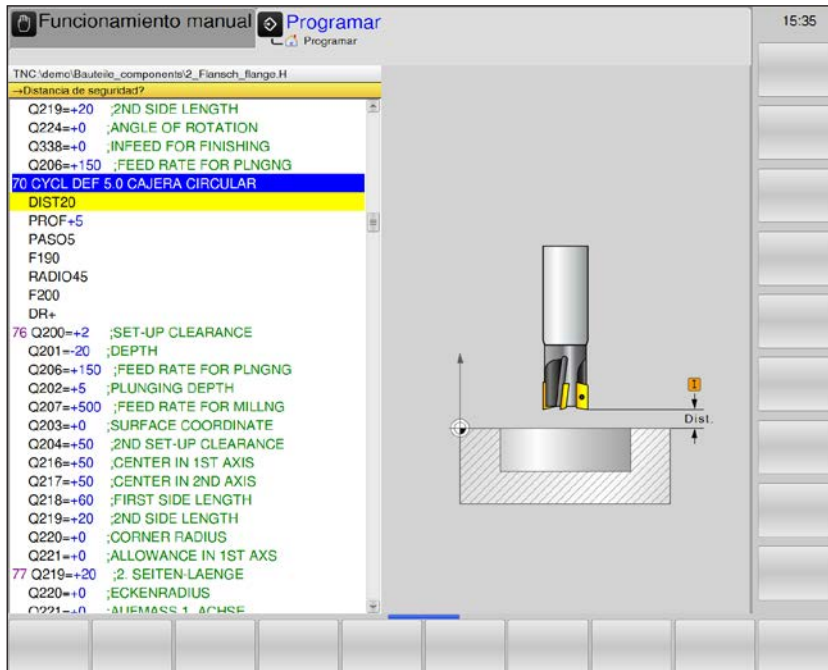 Funcionamiento manual
Programar
Programar
15:35
TNC:\demo\Bauteile_components\2_Flansch_flange.H
→Distancia de seguridad?
Q219=+20 ;2ND SIDE LENGTH
Q224=+0 ;ANGLE OF ROTATION
Q338=+0 ;INFEED FOR FINISHING
Q206=+150 ;FEED RATE FOR PLNGNG
70 CYCL DEF 5.0 CAJERA CIRCULAR
DIST20
PROF+5
PASO5
F190
RADIO45
F200
DR+
76 Q200=+2 ;SET-UP CLEARANCE
Q201=-20 ;DEPTH
Q206=+150 ;FEED RATE FOR PLNGNG
Q202=+5 ;PLUNGING DEPTH
Q207=+500 ;FEED RATE FOR MILLNG
Q203=+0 ;SURFACE COORDINATE
Q204=+50 ;2ND SET-UP CLEARANCE
Q216=+50 ;CENTER IN 1ST AXIS
Q217=+50 ;CENTER IN 2ND AXIS
Q218=+60 ;FIRST SIDE LENGTH
Q219=+20 ;2ND SIDE LENGTH
Q220=+0 ;CORNER RADIUS
Q221=+0 ;ALLOWANCE IN 1ST AXS
77 Q219=+20 ;2. SEITEN-LAENGE
Q220=+0 ;ECKENRADIUS
Q221=+0 ;AUFMASS 1. ACHSE
I
Dist.